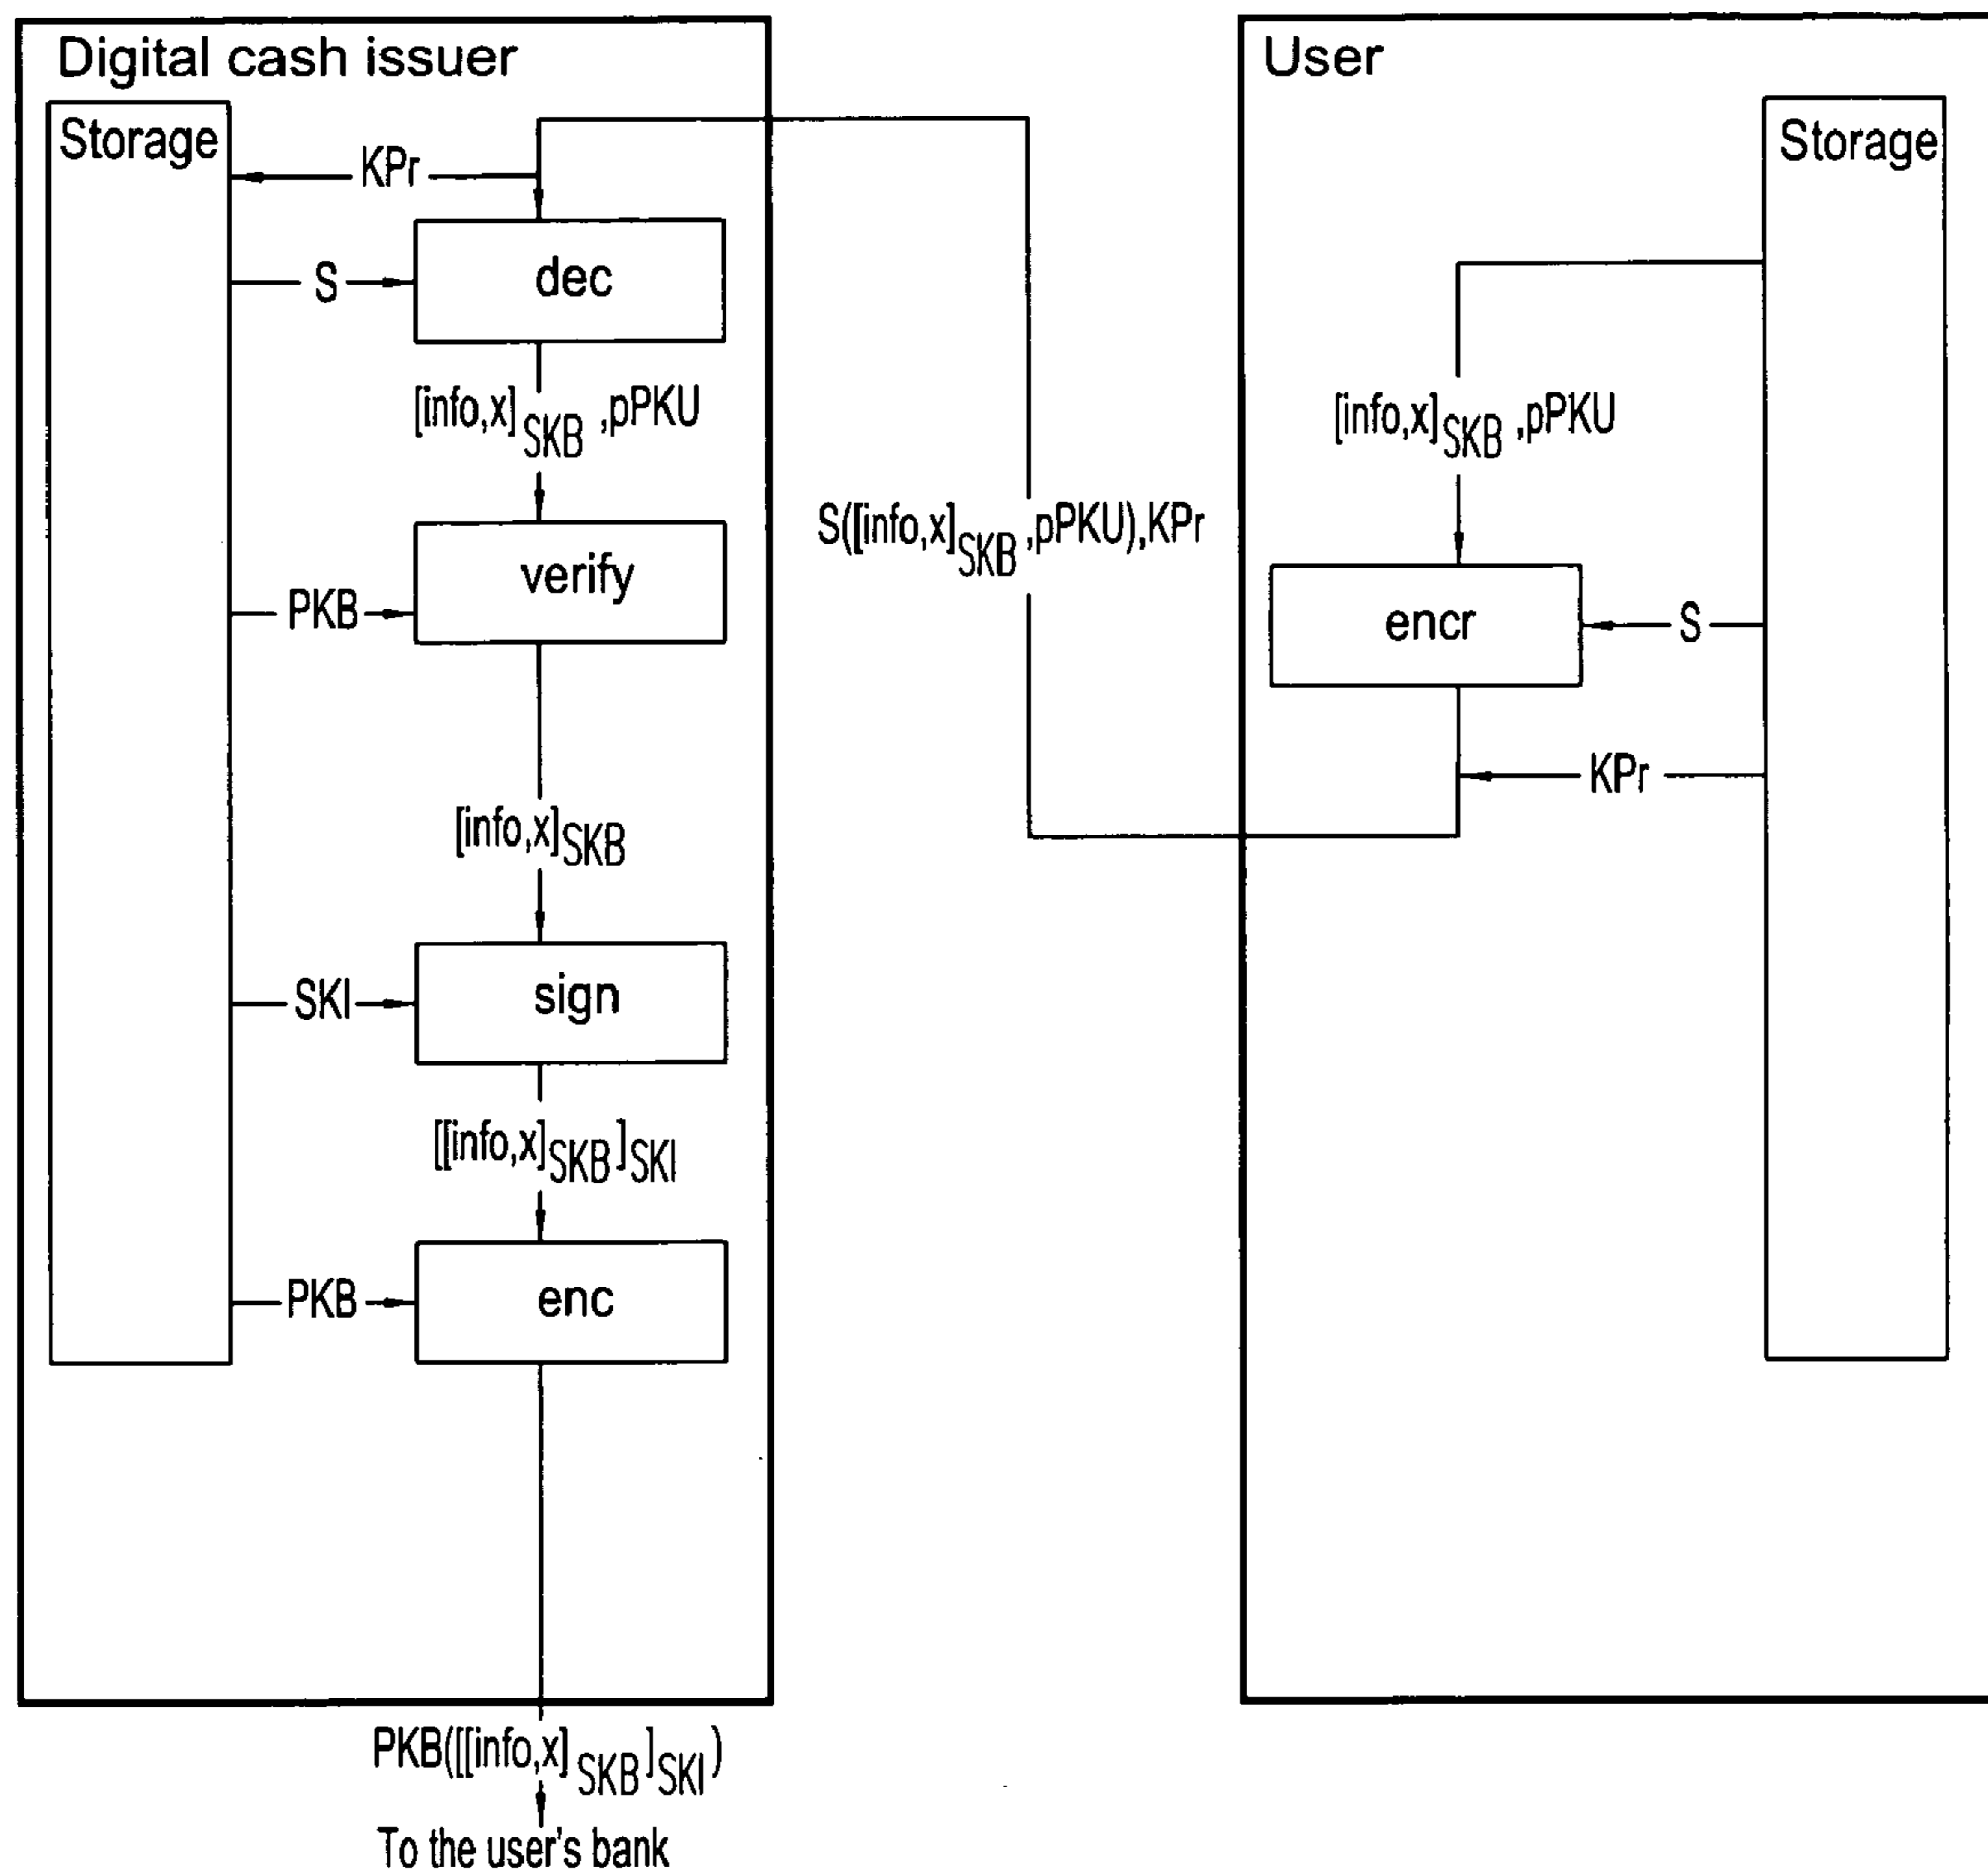 Digital cash issuer
Storage
KPr
S
dec
[info,x]SKB ,pPKU
PKB
verify
[info,x]SKB
SKI
sign
[[info,x]SKB]SKI
PKB
enc
PKB([[info,x]SKB]SKI)
To the user's bank
S([info,x]SKB,pPKU),KPr
User
Storage
[info,x]SKB ,pPKU
encr
S
KPr